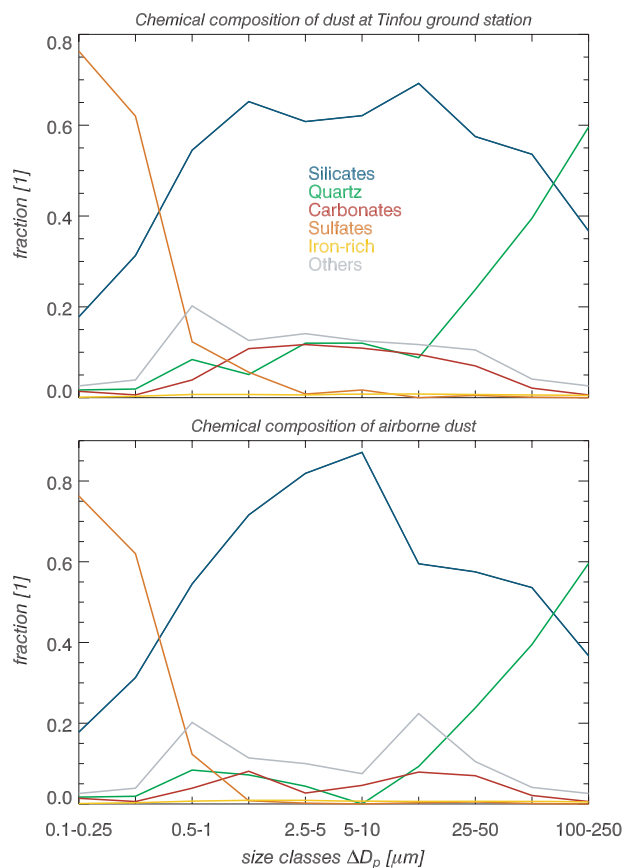 Chemical composition of dust at Tinfou ground station
0.8
0.6
0.4
0.2
0.0
fraction [1]
Silicates
Quartz
Carbonates
Sulfates
Iron-rich
Others
Chemical composition of airborne dust
0.8
0.6
0.4
0.2
0.0
fraction [1]
0.1-0.25 0.5-1 2.5-5 5-10 25-50 100-250
size classes ΔDp [μm]